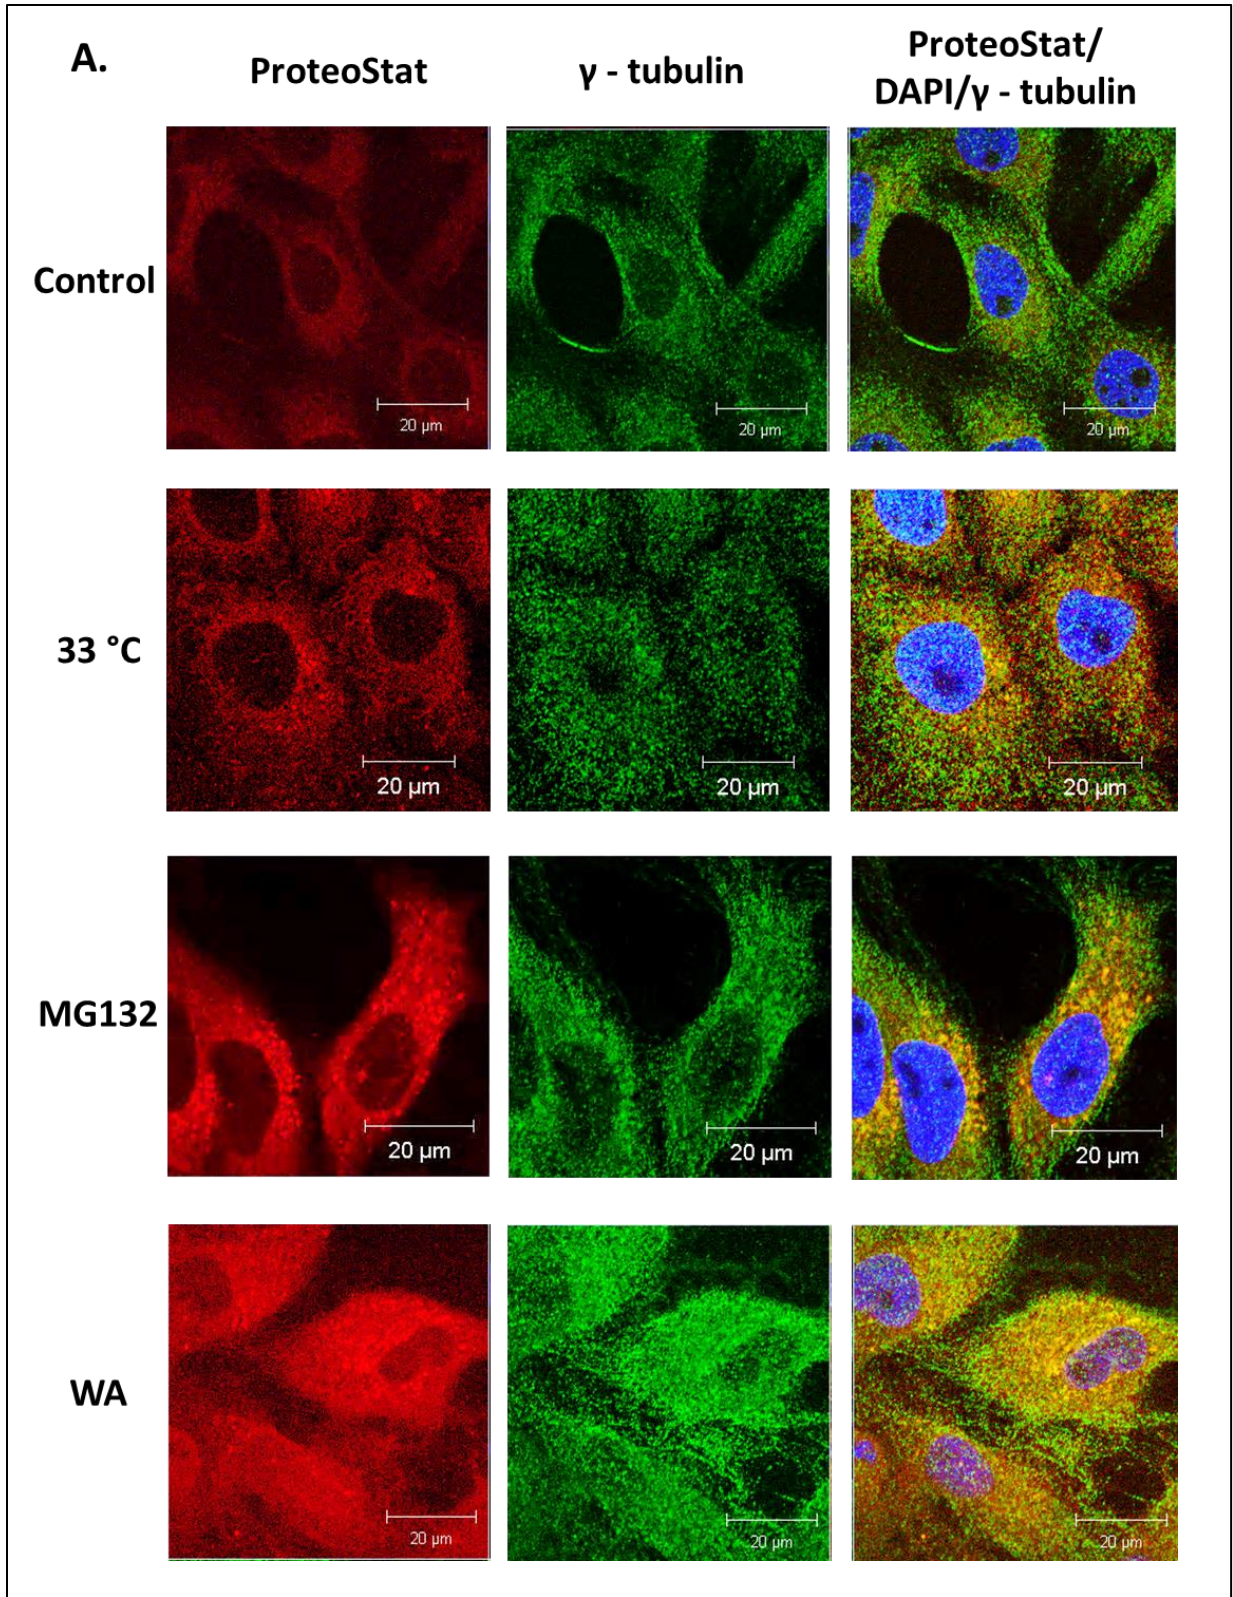 A.
ProteoStat
γ - tubulin
ProteoStat/
DAPI/γ - tubulin
Control
20 µm
20 µm
20 µm
33 °C
20 µm
20 µm
20 µm
MG132
20 µm
20 µm
20 µm
WA
20 µm
20 µm
20 µm